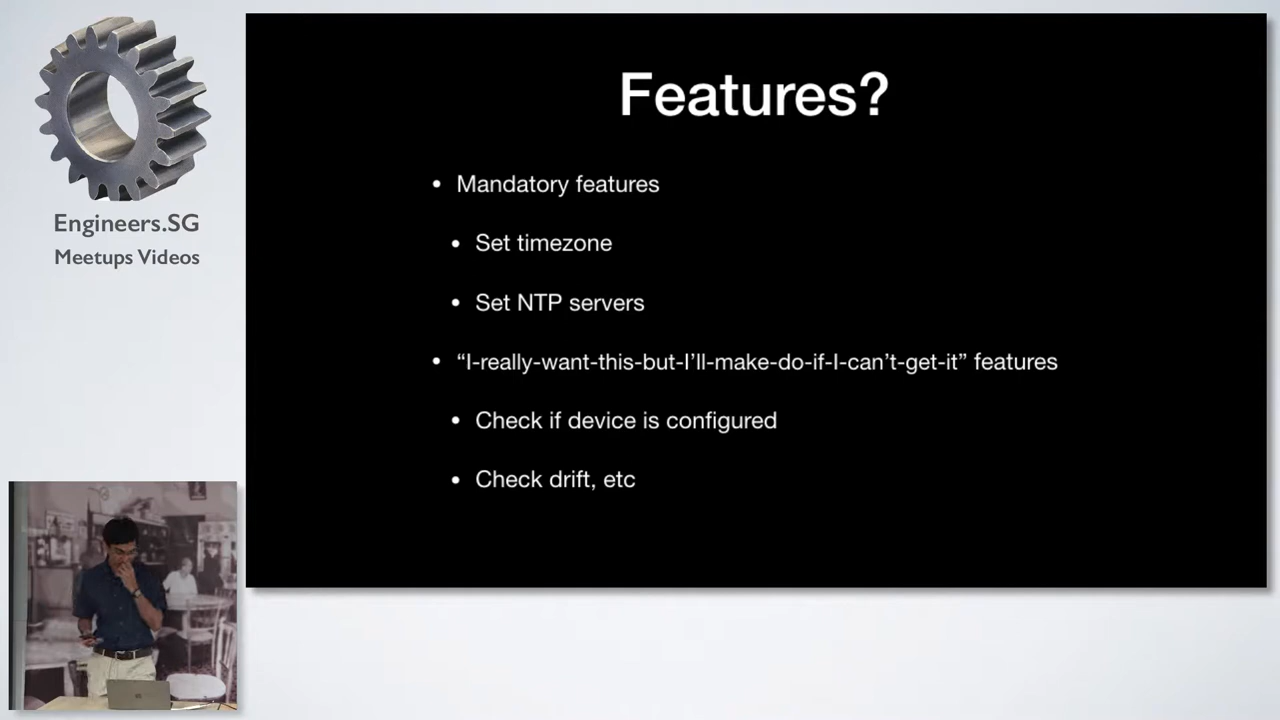 Engineers.SG
Meetups Videos
Features?
• Mandatory features
• Set timezone
• Set NTP servers
• “I-really-want-this-but-I’ll-make-do-if-I-can’t-get-it” features
• Check if device is configured
• Check drift, etc